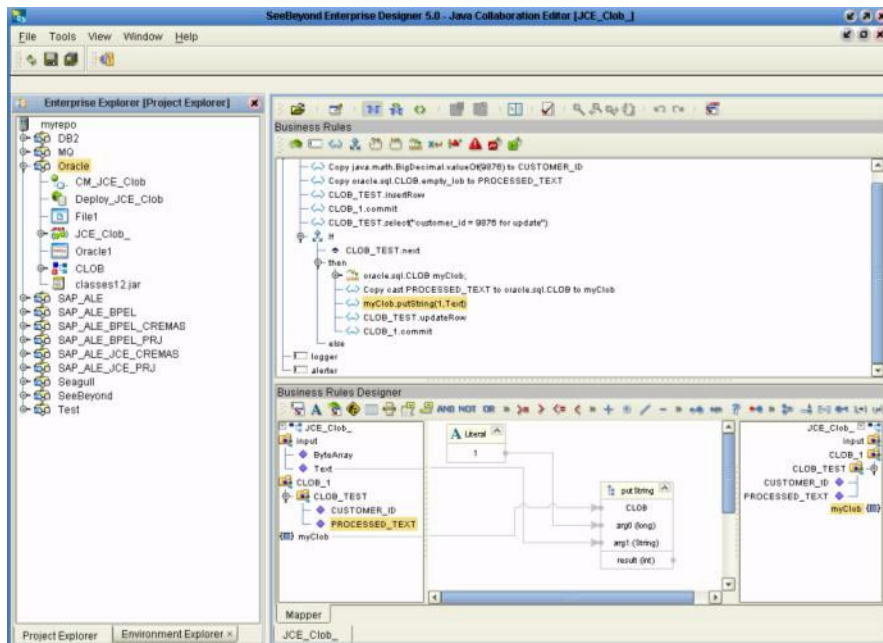 SeeBeyond Enterprise Designer 5.0 - Java Collaboration Editor [JCE_Clob_]
File Tools View Window Help
Enterprise Explorer [Project Explorer]
myrepo
DB2
MQ
Oracle
CM_JCE_Clob
Deploy_JCE_Clob
File1
JCE_Clob_
Oracle1
CLOB
classes12.jar
SAP_ALE
SAP_ALE_BPEL
SAP_ALE_BPEL_CREMAS
SAP_ALE_BPEL_PRJ
SAP_ALE_JCE_CREMAS
SAP_ALE_JCE_PRJ
Seagull
SeeBeyond
Test
Project Explorer
Environment Explorer ×
Business Rules
Copy java.math.BigDecimal.valueOf(9876) to CUSTOMER_ID
Copy oracle.sql.CLOB.empty_lob to PROCESSED_TEXT
CLOB_TEST.insertRow
CLOB_1.commit
CLOB_TEST.select("customer_id = 9876 for update")
If
CLOB_TEST.next
then
oracle.sql.CLOB myClob;
Copy cast PROCESSED_TEXT to oracle.sql.CLOB to myClob
myClob.putString(1,Text)
CLOB_TEST.updateRow
CLOB_1.commit
else
logger
alerter
Business Rules Designer
AND NOT OR
JCE_Clob_
input
ByteArray
Text
CLOB_1
CLOB_TEST
CUSTOMER_ID
PROCESSED_TEXT
myClob
A Literal
1
putString
CLOB
arg0 (long)
arg1 (String)
result (int)
JCE_Clob_
input
CLOB_1
CLOB_TEST
CUSTOMER_ID
PROCESSED_TEXT
myClob
Mapper
JCE_Clob_